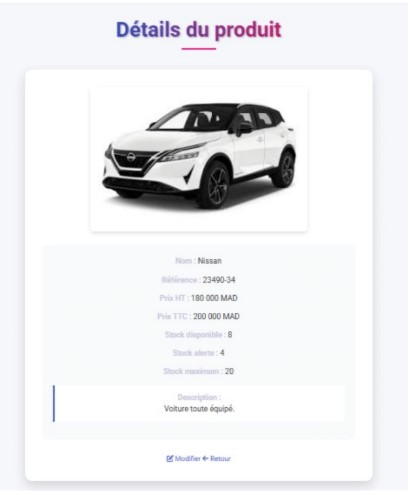 Détails du produit
Nom : Nissan
Référence : 23490-34
Prix HT : 180 000 MAD
Prix TTC : 200 000 MAD
Stock disponible : 8
Stock alerte : 4
Stock maximum : 20
Description :
Voiture toute équipé.
Modifier ← Retour